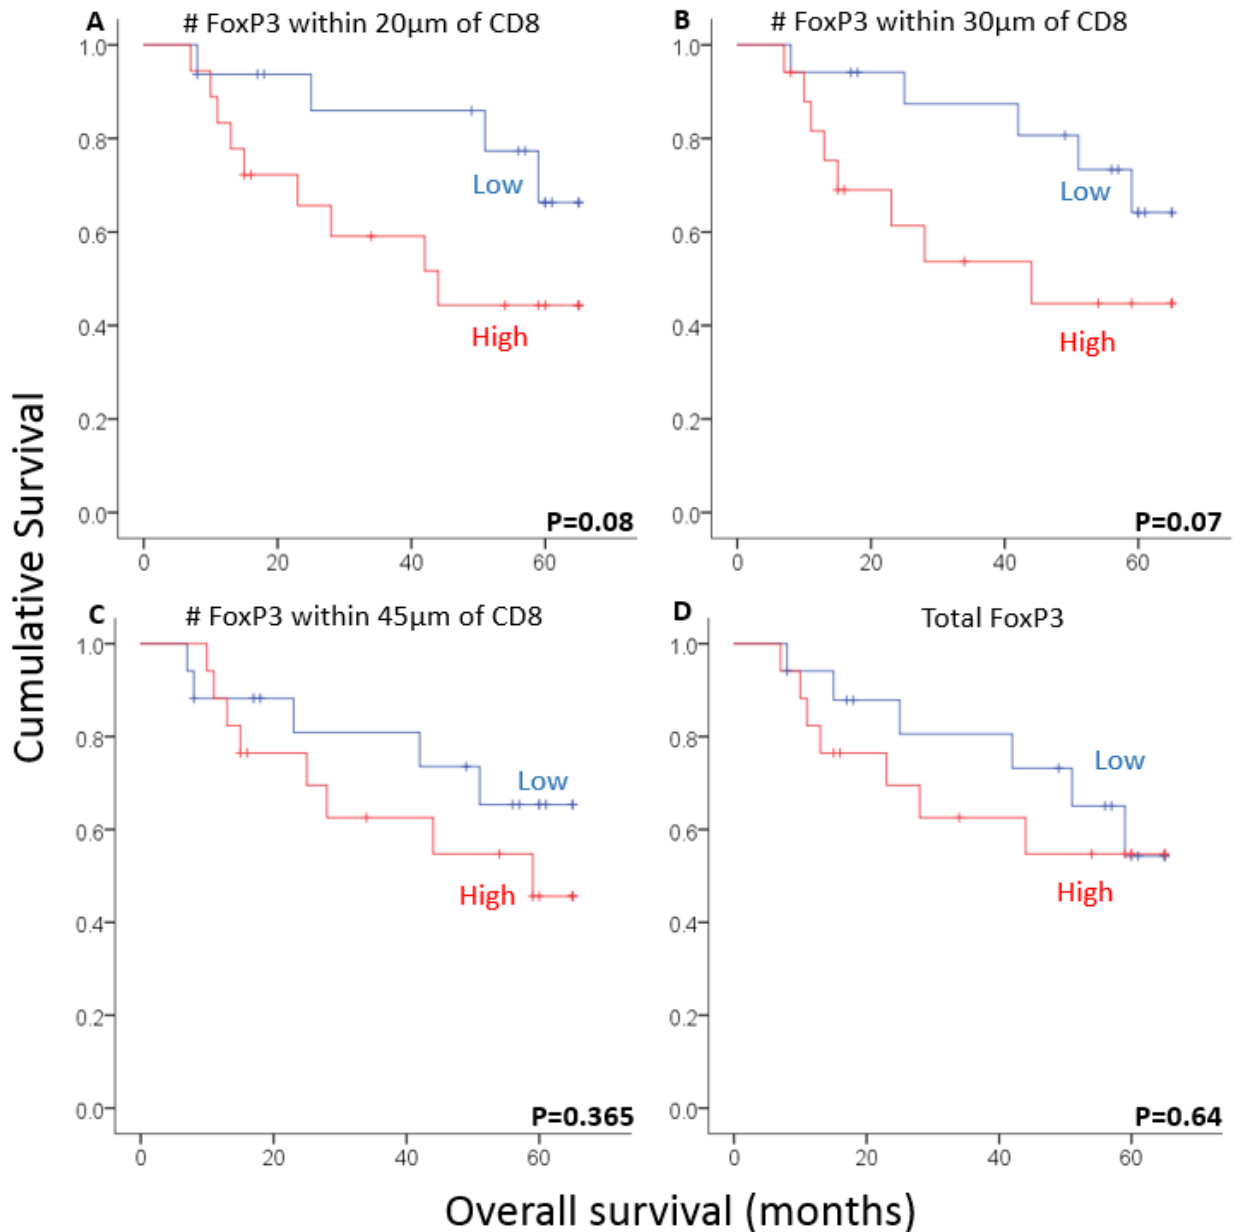 A # FoxP3 within 20µm of CD8
1.0
0.8
0.6
0.4
0.2
0.0
Low
High
P=0.08
0 20 40 60
B # FoxP3 within 30µm of CD8
1.0
0.8
0.6
0.4
0.2
0.0
Low
High
P=0.07
0 20 40 60
Cumulative Survival
C # FoxP3 within 45µm of CD8
1.0
0.8
0.6
0.4
0.2
0.0
Low
High
P=0.365
0 20 40 60
D Total FoxP3
1.0
0.8
0.6
0.4
0.2
0.0
Low
High
P=0.64
0 20 40 60
Overall survival (months)